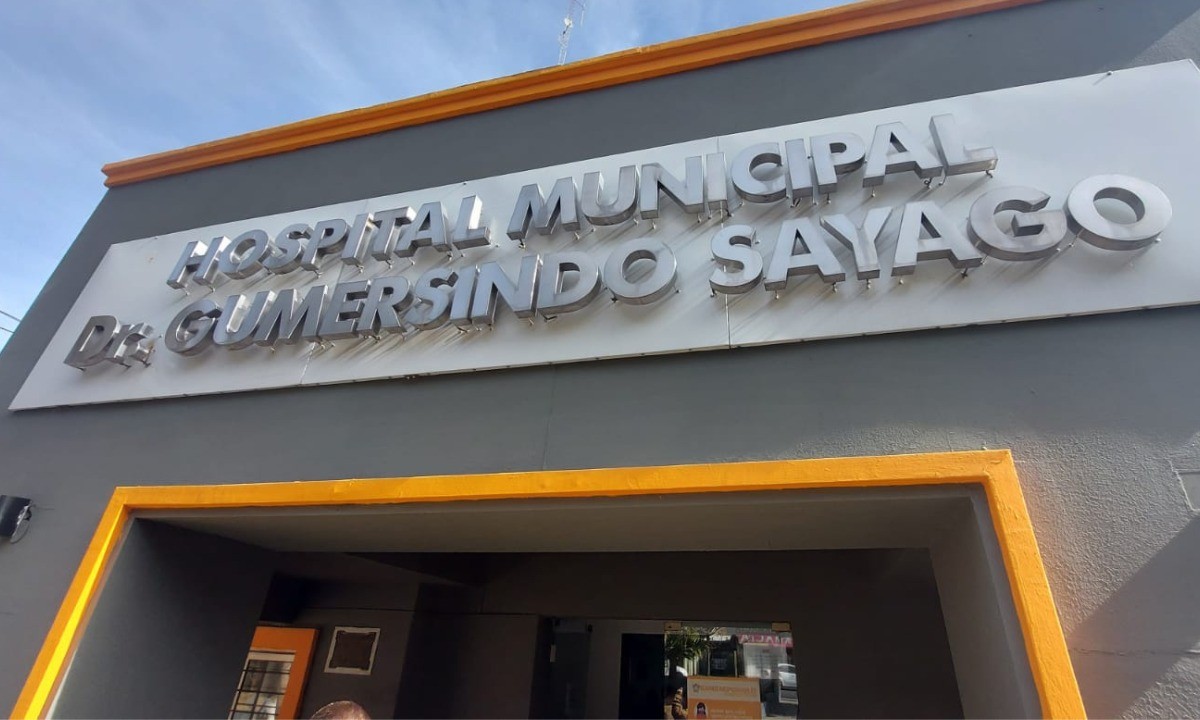 HOSPITAL MUNICIPAL
Dr. GUMERSINDO SAYAGO